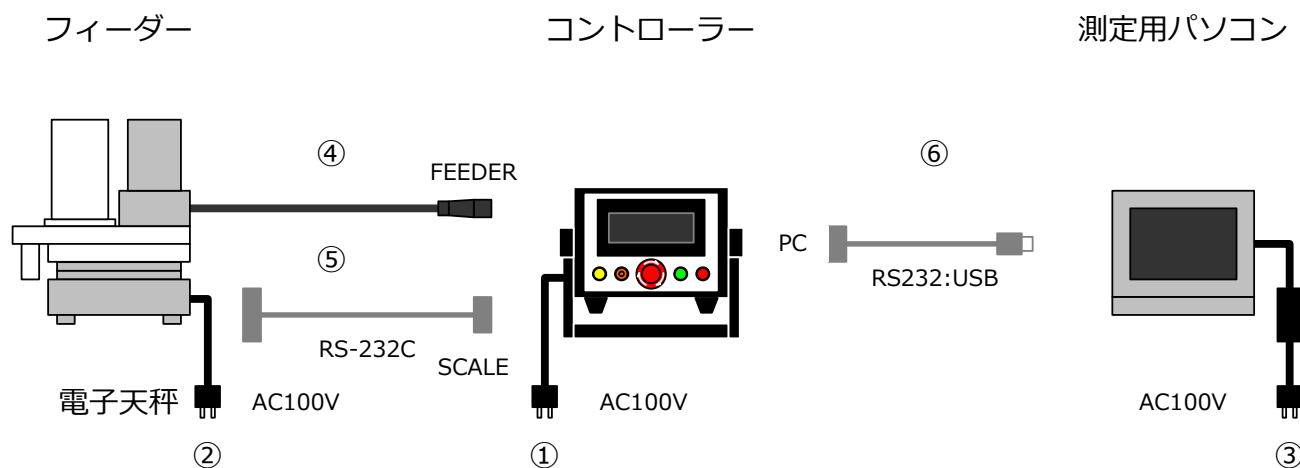 フィーダー
コントローラー
測定用パソコン
④
⑥
FEEDER
PC
⑤
RS232:USB
RS-232C
SCALE
電子天秤
AC100V
AC100V
AC100V
②
①
③